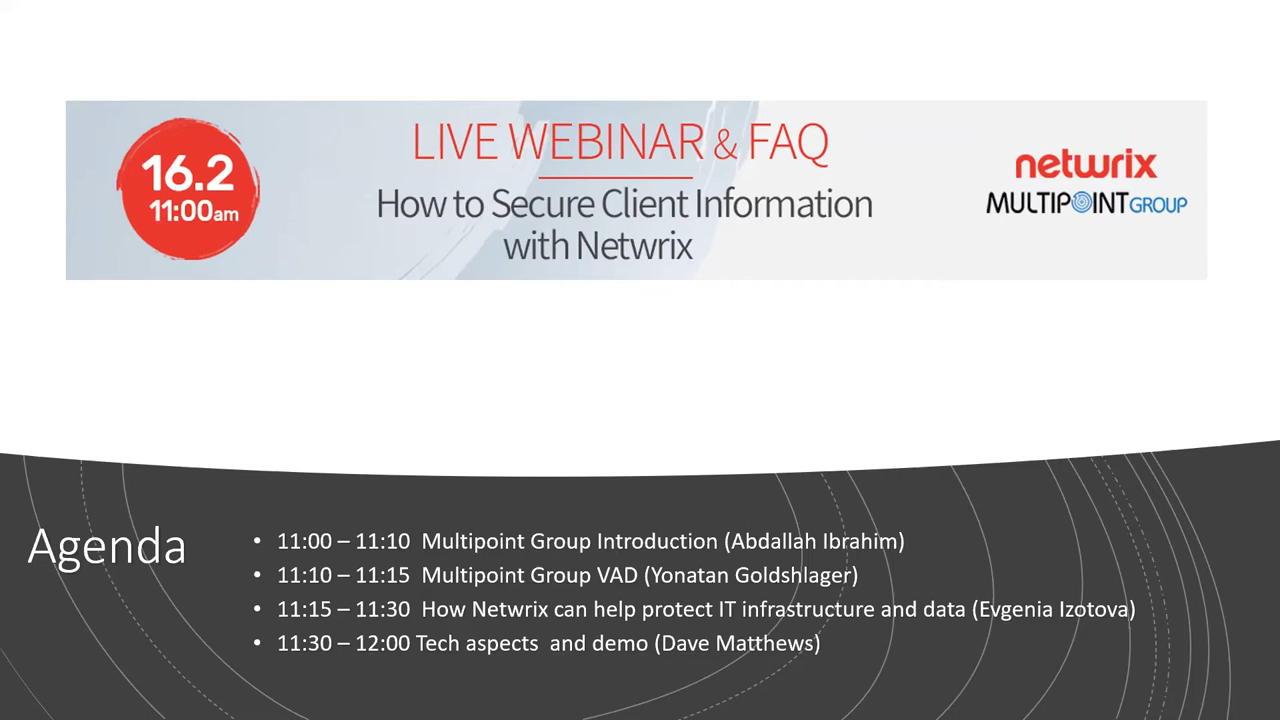 16.2
11:00am
LIVE WEBINAR & FAQ
How to Secure Client Information
with Netwrix
netwrix
MULTIPOINT GROUP
Agenda
• 11:00 – 11:10 Multipoint Group Introduction (Abdallah Ibrahim)
• 11:10 – 11:15 Multipoint Group VAD (Yonatan Goldshlager)
• 11:15 – 11:30 How Netwrix can help protect IT infrastructure and data (Evgenia Izotova)
• 11:30 – 12:00 Tech aspects and demo (Dave Matthews)